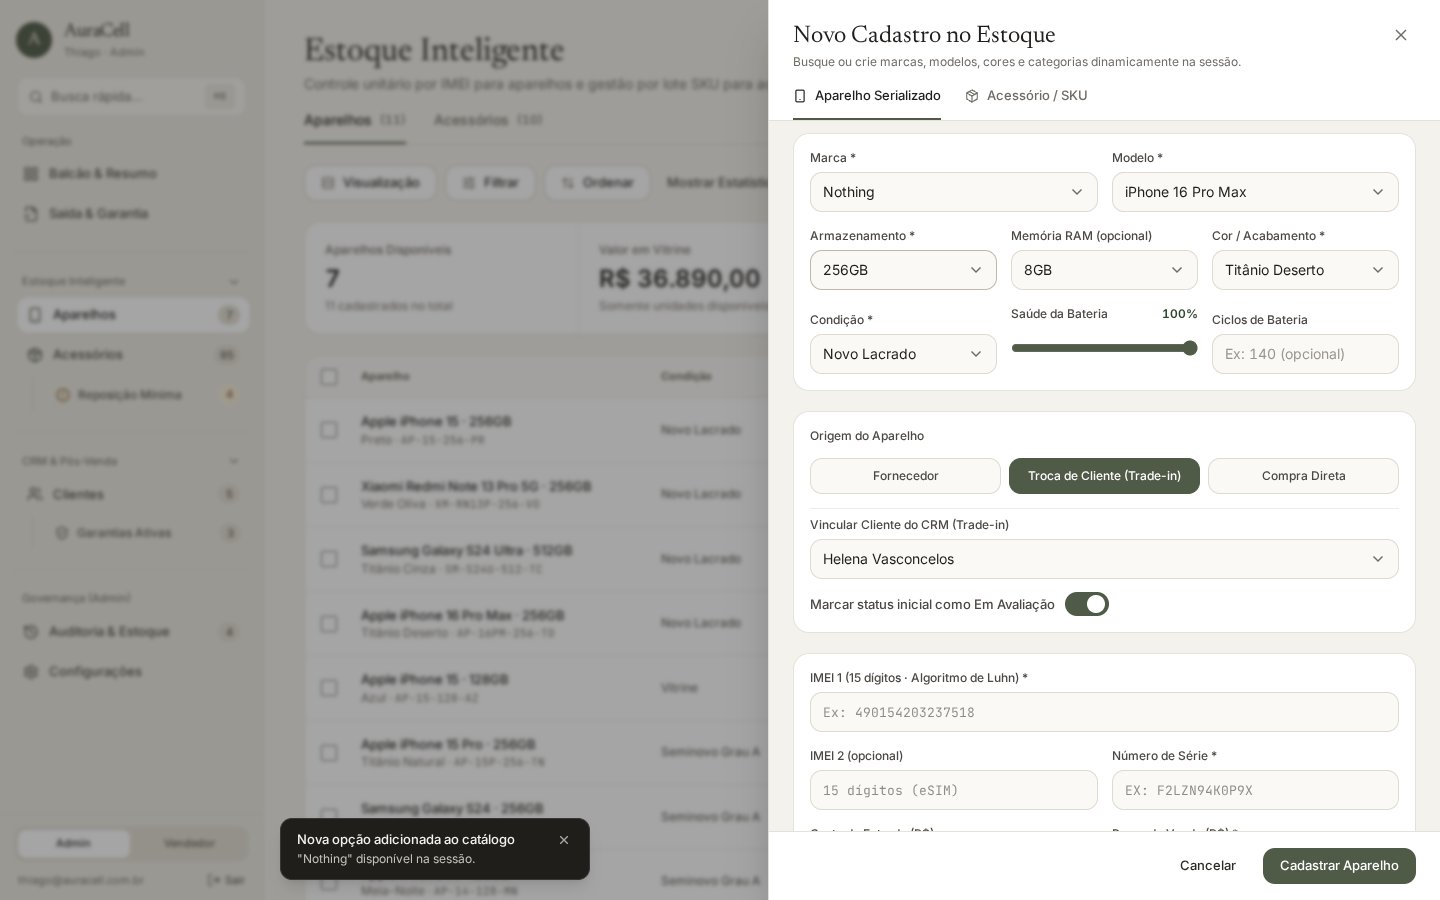 AuraCell
Thiago · Admin
Busca rápida...
Operação
Balcão & Resumo
Saída & Garantia
Estoque Inteligente
Aparelhos 7
Acessórios 85
Reposição Mínima 4
CRM & Pós-Venda
Clientes 5
Garantias Ativas 3
Governança (Admin)
Auditoria & Estoque 4
Configurações
Admin Vendedor
thiago@auracell.com.br Sair
Estoque Inteligente
Controle unitário por IMEI para aparelhos e gestão por lote SKU para
Aparelhos (11) Acessórios (10)
Visualização Filtrar Ordenar Mostrar
Aparelhos Disponíveis
7
11 cadastrados no total
Valor em Vitrine
R$ 36.890,00
Somente unidades
Aparelho Condição
Apple iPhone 15 · 256GB
Preto · AP-15-256-PR
Novo Lacrado
Xiaomi Redmi Note 13 Pro 5G · 256GB
Verde Oliva · XM-RN13P-256-VO
Novo Lacrado
Samsung Galaxy S24 Ultra · 512GB
Titânio Cinza · SM-S24U-512-TC
Novo Lacrado
Apple iPhone 16 Pro Max · 256GB
Titânio Deserto · AP-16PM-256-TD
Novo Lacrado
Apple iPhone 15 · 128GB
Azul · AP-15-128-AZ
Vitrine
Apple iPhone 15 Pro · 256GB
Titânio Natural · AP-15P-256-TN
Seminovo Grau A
Samsung Galaxy S24 · 256GB
Seminovo Grau A
Meia-Noite · AP-14-128-MN
Seminovo Grau A
Nova opção adicionada ao catálogo
"Nothing" disponível na sessão.
Novo Cadastro no Estoque
Busque ou crie marcas, modelos, cores e categorias dinamicamente na sessão.
Aparelho Serializado Acessório / SKU
Marca * Modelo *
Nothing iPhone 16 Pro Max
Armazenamento * Memória RAM (opcional) Cor / Acabamento *
256GB 8GB Titânio Deserto
Condição * Saúde da Bateria 100% Ciclos de Bateria
Novo Lacrado Ex: 140 (opcional)
Origem do Aparelho
Fornecedor Troca de Cliente (Trade-in) Compra Direta
Vincular Cliente do CRM (Trade-in)
Helena Vasconcelos
Marcar status inicial como Em Avaliação
IMEI 1 (15 dígitos · Algoritmo de Luhn) *
Ex: 490154203237518
IMEI 2 (opcional) Número de Série *
15 dígitos (eSIM) EX: F2LZN94K0P9X
Cancelar Cadastrar Aparelho